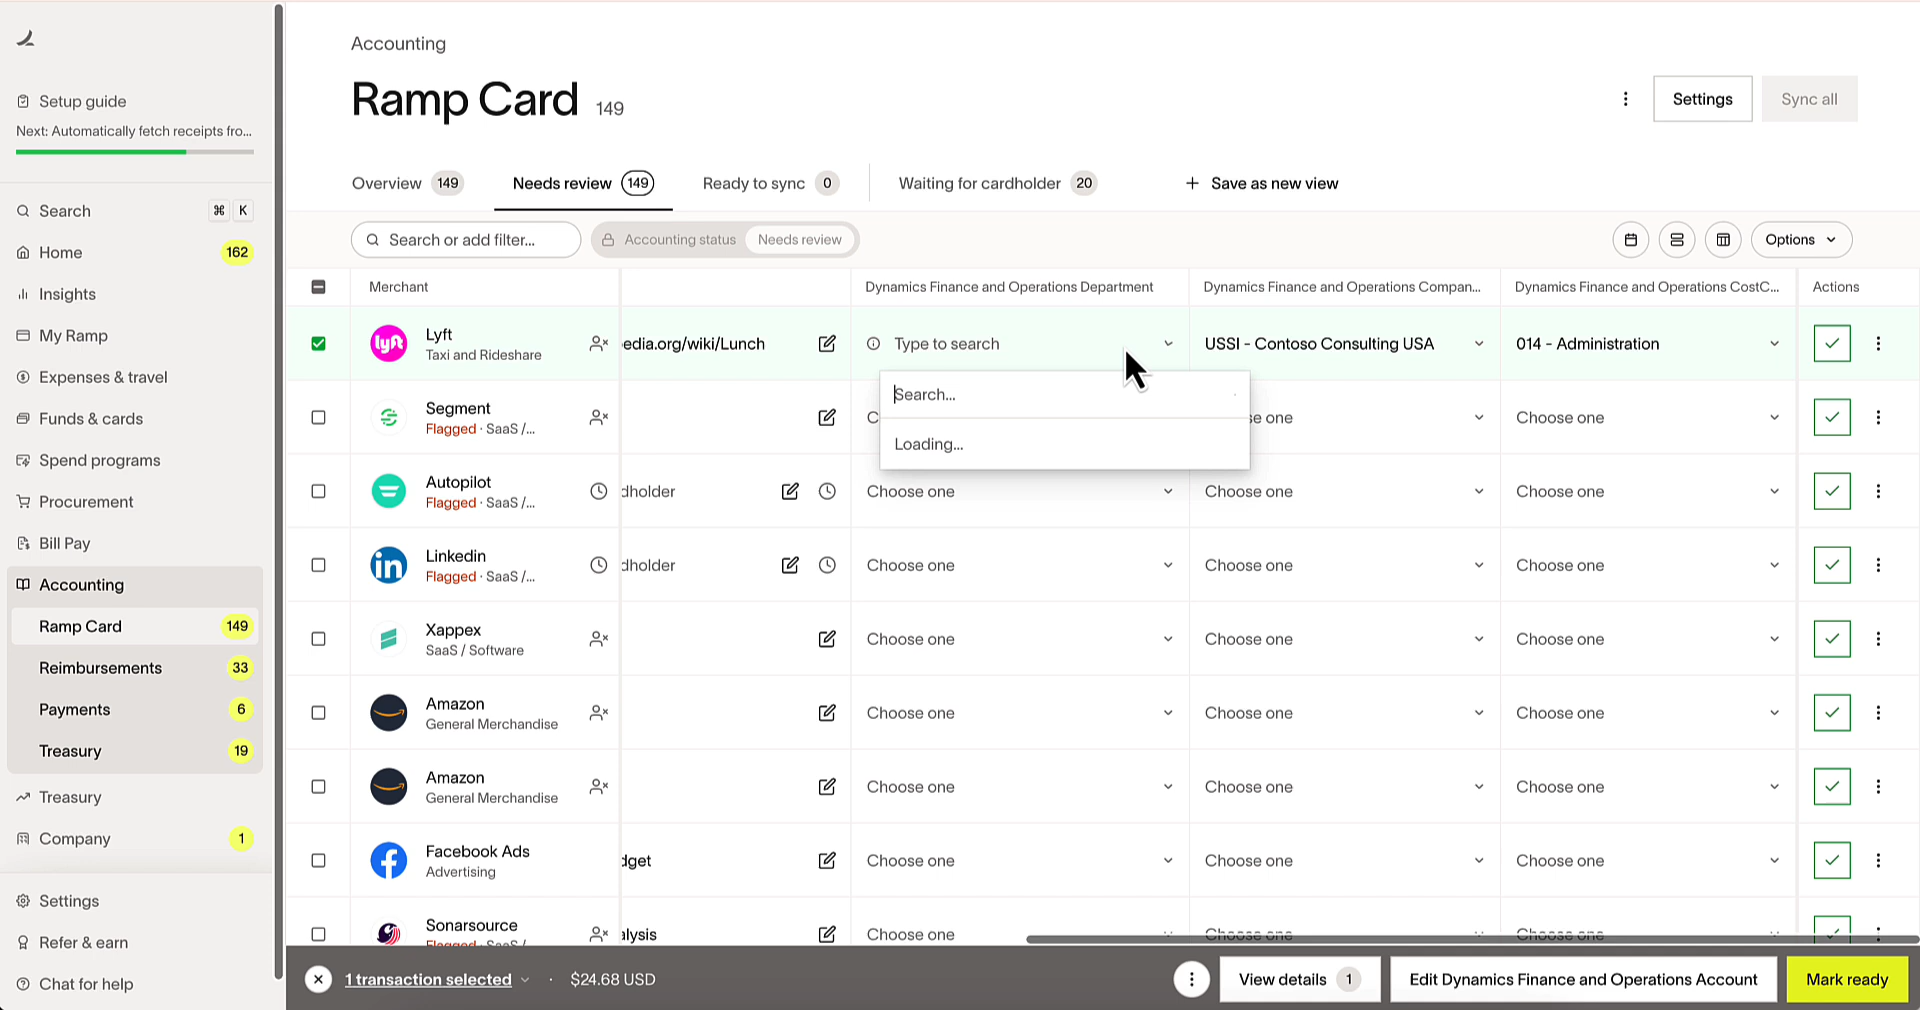 Setup guide
Next: Automatically fetch receipts fro...
Search ⌘ K
Home 162
Insights
My Ramp
Expenses & travel
Funds & cards
Spend programs
Procurement
Bill Pay
Accounting
Ramp Card 149
Reimbursements 33
Payments 6
Treasury 19
Treasury
Company 1
Settings
Refer & earn
Chat for help
Accounting
Ramp Card 149
Settings
Sync all
Overview 149
Needs review 149
Ready to sync 0
Waiting for cardholder 20
+ Save as new view
Search or add filter...
Accounting status Needs review
Options
Merchant
Dynamics Finance and Operations Department
Dynamics Finance and Operations Compan...
Dynamics Finance and Operations CostC...
Actions
lyft
Lyft
Taxi and Rideshare
edia.org/wiki/Lunch
Type to search
USSI - Contoso Consulting USA
014 - Administration
Search...
Loading...
Segment
Flagged · SaaS /...
C
se one
Choose one
Autopilot
Flagged · SaaS /...
dholder
Choose one
Choose one
Choose one
in
Linkedin
Flagged · SaaS /...
dholder
Choose one
Choose one
Choose one
Xappex
SaaS / Software
Choose one
Choose one
Choose one
Amazon
General Merchandise
Choose one
Choose one
Choose one
Amazon
General Merchandise
Choose one
Choose one
Choose one
Facebook Ads
Advertising
dget
Choose one
Choose one
Choose one
Sonarsource
Flagged · SaaS /
alysis
Choose one
Choose one
Choose one
1 transaction selected · $24.68 USD
View details 1
Edit Dynamics Finance and Operations Account
Mark ready